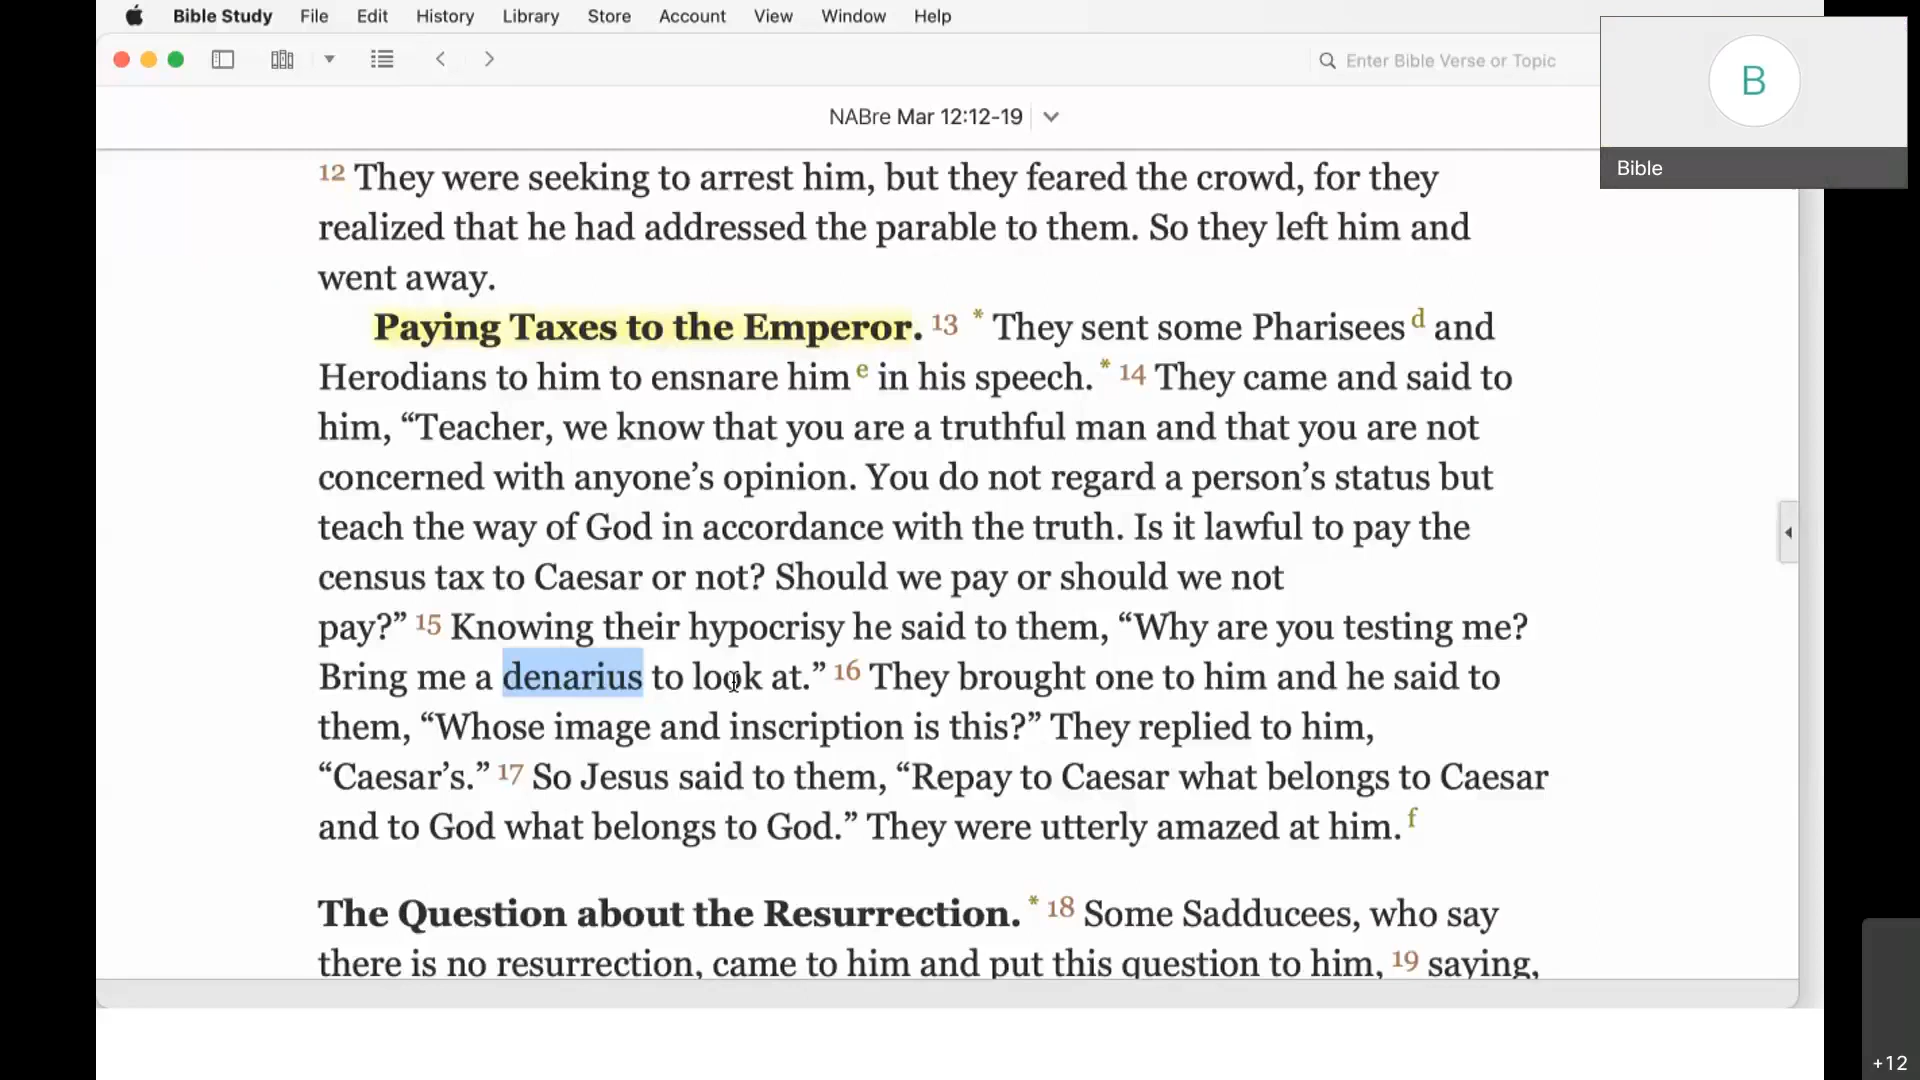 Bible Study File Edit History Library Store Account View Window Help
Enter Bible Verse or Topic
B
Bible
NABre Mar 12:12-19
12 They were seeking to arrest him, but they feared the crowd, for they
realized that he had addressed the parable to them. So they left him and
went away.
Paying Taxes to the Emperor. 13 * They sent some Pharisees d and
Herodians to him to ensnare him e in his speech. * 14 They came and said to
him, “Teacher, we know that you are a truthful man and that you are not
concerned with anyone’s opinion. You do not regard a person’s status but
teach the way of God in accordance with the truth. Is it lawful to pay the
census tax to Caesar or not? Should we pay or should we not
pay?” 15 Knowing their hypocrisy he said to them, “Why are you testing me?
Bring me a denarius to look at.” 16 They brought one to him and he said to
them, “Whose image and inscription is this?” They replied to him,
“Caesar’s.” 17 So Jesus said to them, “Repay to Caesar what belongs to Caesar
and to God what belongs to God.” They were utterly amazed at him. f
The Question about the Resurrection. * 18 Some Sadducees, who say
there is no resurrection, came to him and put this question to him, 19 saying,
+12